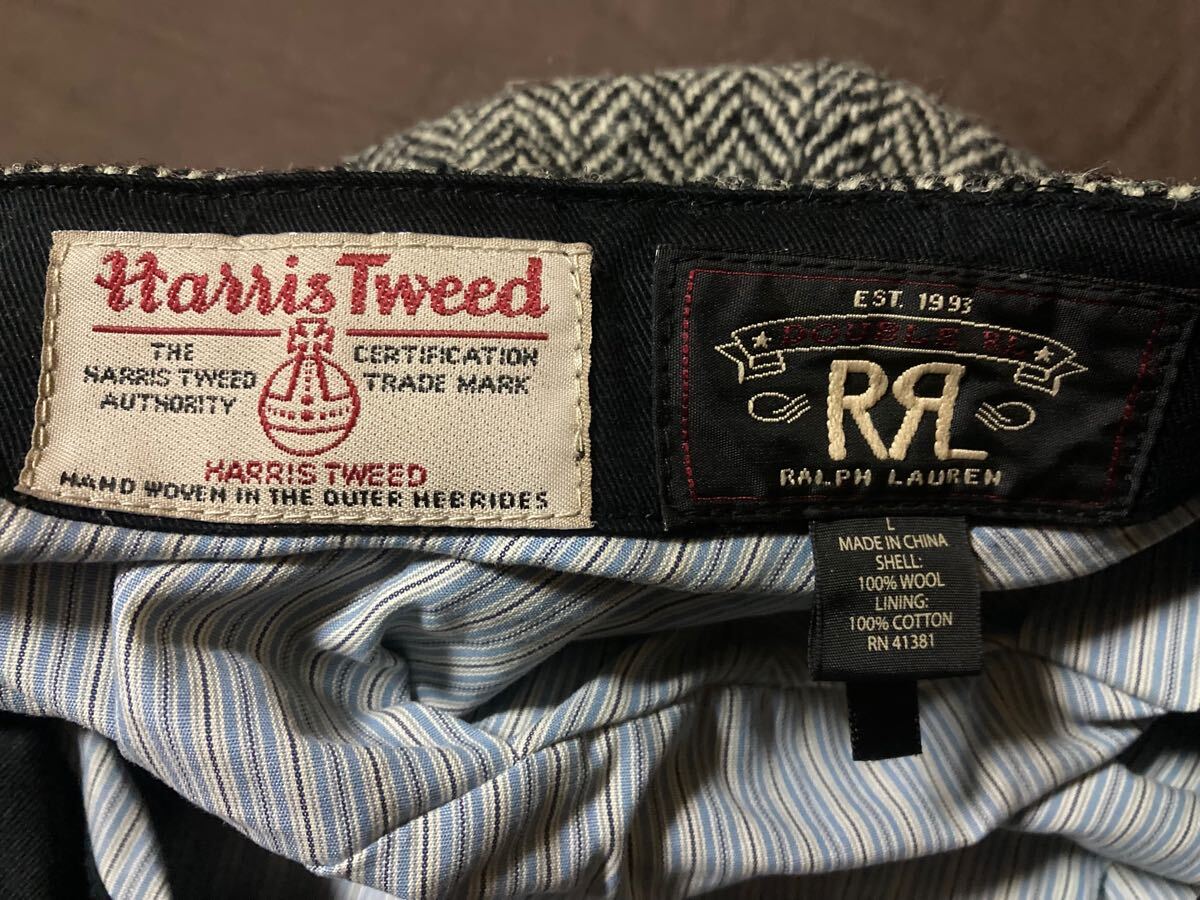 Harris Tweed
THE
HARRIS TWEED
AUTHORITY
CERTIFICATION
TRADE MARK
HARRIS TWEED
HAND WOVEN IN THE OUTER HEBRIDES
EST. 1993
DOUBLE RL
RRL
RALPH LAUREN
L
MADE IN CHINA
SHELL:
100% WOOL
LINING:
100% COTTON
RN 41381